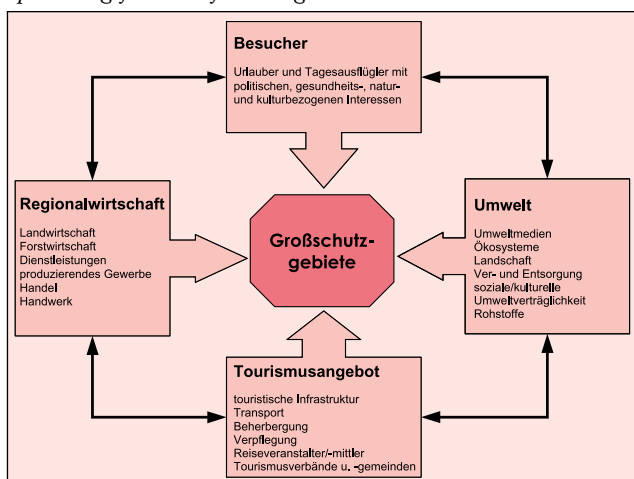 Besucher
Urlauber und Tagesausflügler mit
politischen, gesundheits-, natur-
und kulturbezogenen Interessen
Regionalwirtschaft
Landwirtschaft
Forstwirtschaft
Dienstleistungen
produzierendes Gewerbe
Handel
Handwerk
Großschutz-
gebiete
Umwelt
Umweltmedien
Ökosysteme
Landschaft
Ver- und Entsorgung
soziale/kulturelle
Umweltverträglichkeit
Rohstoffe
Tourismusangebot
touristische Infrastruktur
Transport
Beherbergung
Verpflegung
Reiseveranstalter/-mittler
Tourismusverbände u. -gemeinden